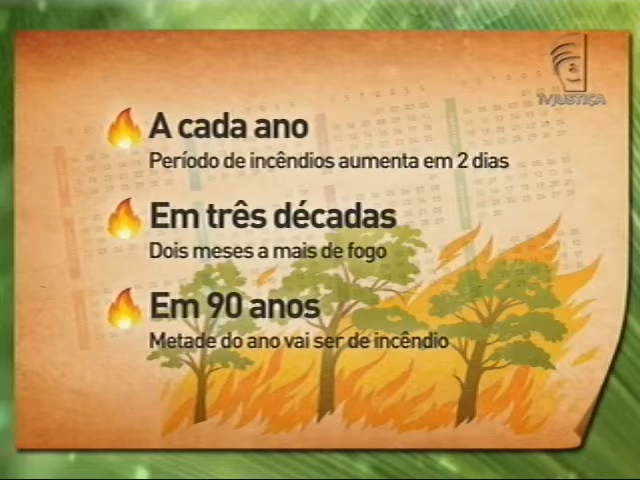 TV JUSTIÇA
A cada ano
Período de incêndios aumenta em 2 dias
Em três décadas
Dois meses a mais de fogo
Em 90 anos
Metade do ano vai ser de incêndio